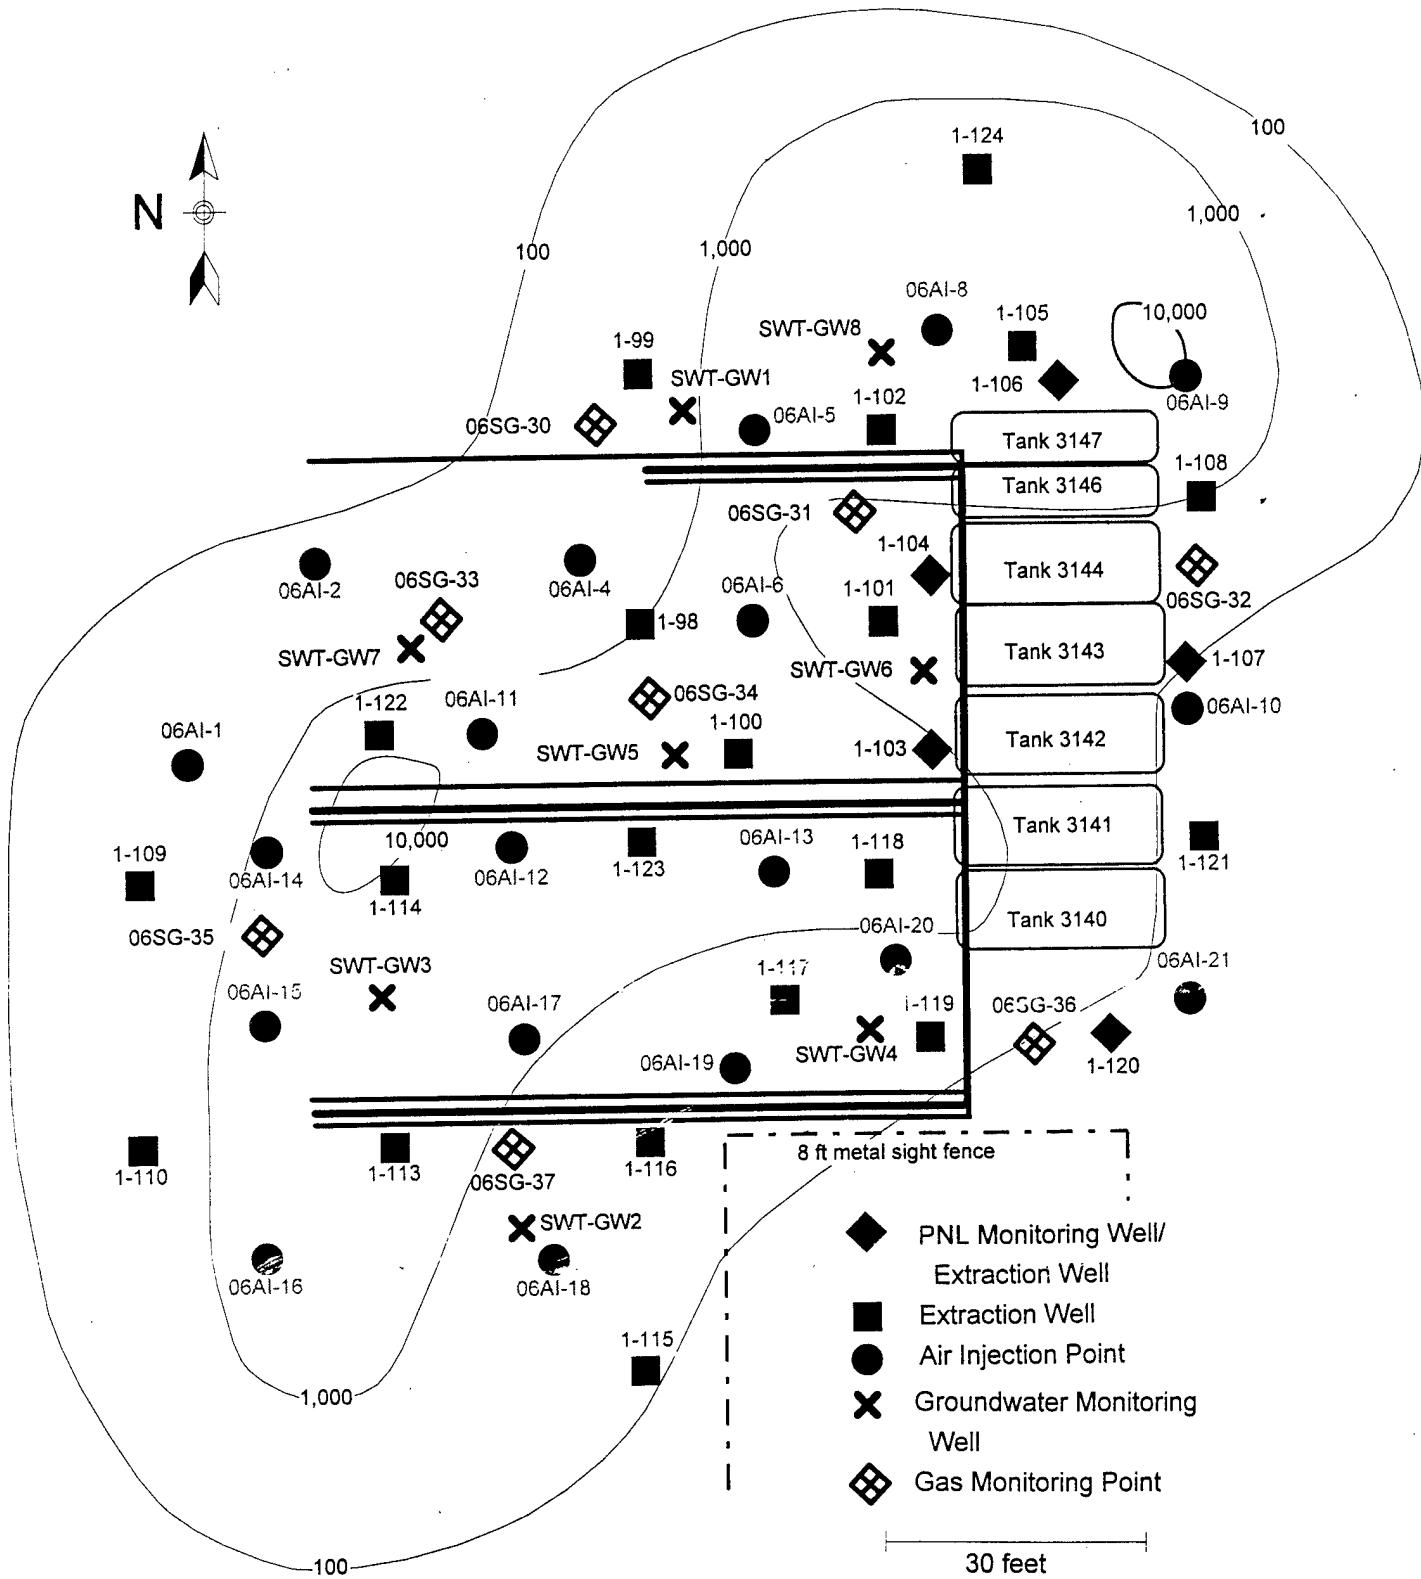 100
1-124
N
1,000
100
1,000
06AI-8
10,000
1-105
SWT-GW8
1-99
SWT-GW1
1-106
1-102
06AI-9
06AI-5
06SG-30
Tank 3147
1-108
Tank 3146
06SG-31
1-104
06SG-33
06AI-2
06AI-4
06AI-6
1-101
Tank 3144
06SG-32
1-98
SWT-GW7
SWT-GW6
Tank 3143
1-107
06SG-34
1-122
06AI-11
06AI-10
06AI-1
1-100
SWT-GW5
1-103
Tank 3142
10,000
06AI-13
1-118
Tank 3141
1-109
06AI-14
06AI-12
1-123
1-121
1-114
06SG-35
06AI-20
Tank 3140
SWT-GW3
1-117
06AI-21
06AI-15
06AI-17
1-119
06SG-36
SWT-GW4
06AI-19
1-120
8 ft metal sight fence
1-110
1-113
06SG-37
1-116
SWT-GW2
06AI-16
06AI-18
1-115
1,000
100
PNL Monitoring Well/
Extraction Well
Extraction Well
Air Injection Point
Groundwater Monitoring
Well
Gas Monitoring Point
30 feet